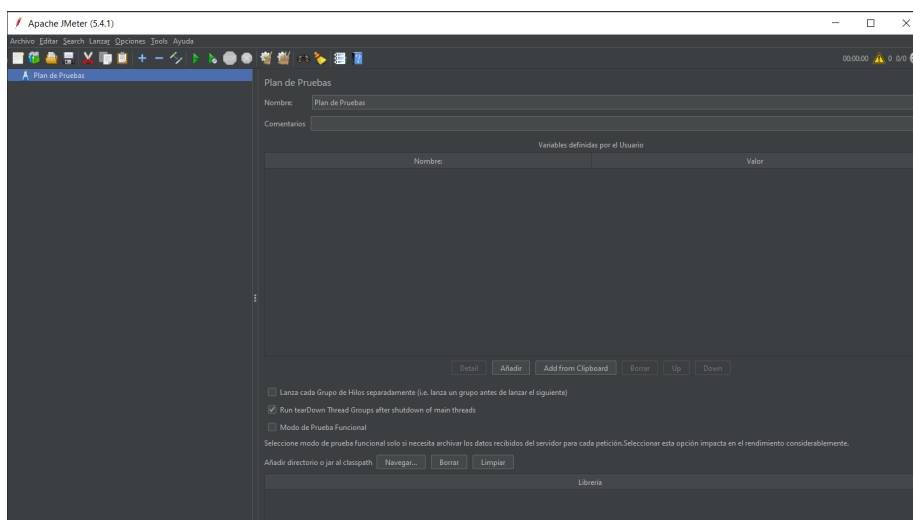 Apache JMeter (5.4.1)
Archivo Editar Search Lanzar Opciones Tools Ayuda
00:00:00 0 0/0
Plan de Pruebas
Plan de Pruebas
Nombre: Plan de Pruebas
Comentarios
Variables definidas por el Usuario
Nombre: Valor
Detail Añadir Add from Clipboard Borrar Up Down
Lanza cada Grupo de Hilos separadamente (i.e. lanza un grupo antes de lanzar el siguiente)
Run tearDown Thread Groups after shutdown of main threads
Modo de Prueba Funcional
Seleccione modo de prueba funcional solo si necesita archivar los datos recibidos del servidor para cada petición.Seleccionar esta opción impacta en el rendimiento considerablemente.
Añadir directorio o jar al classpath Navegar... Borrar Limpiar
Librería